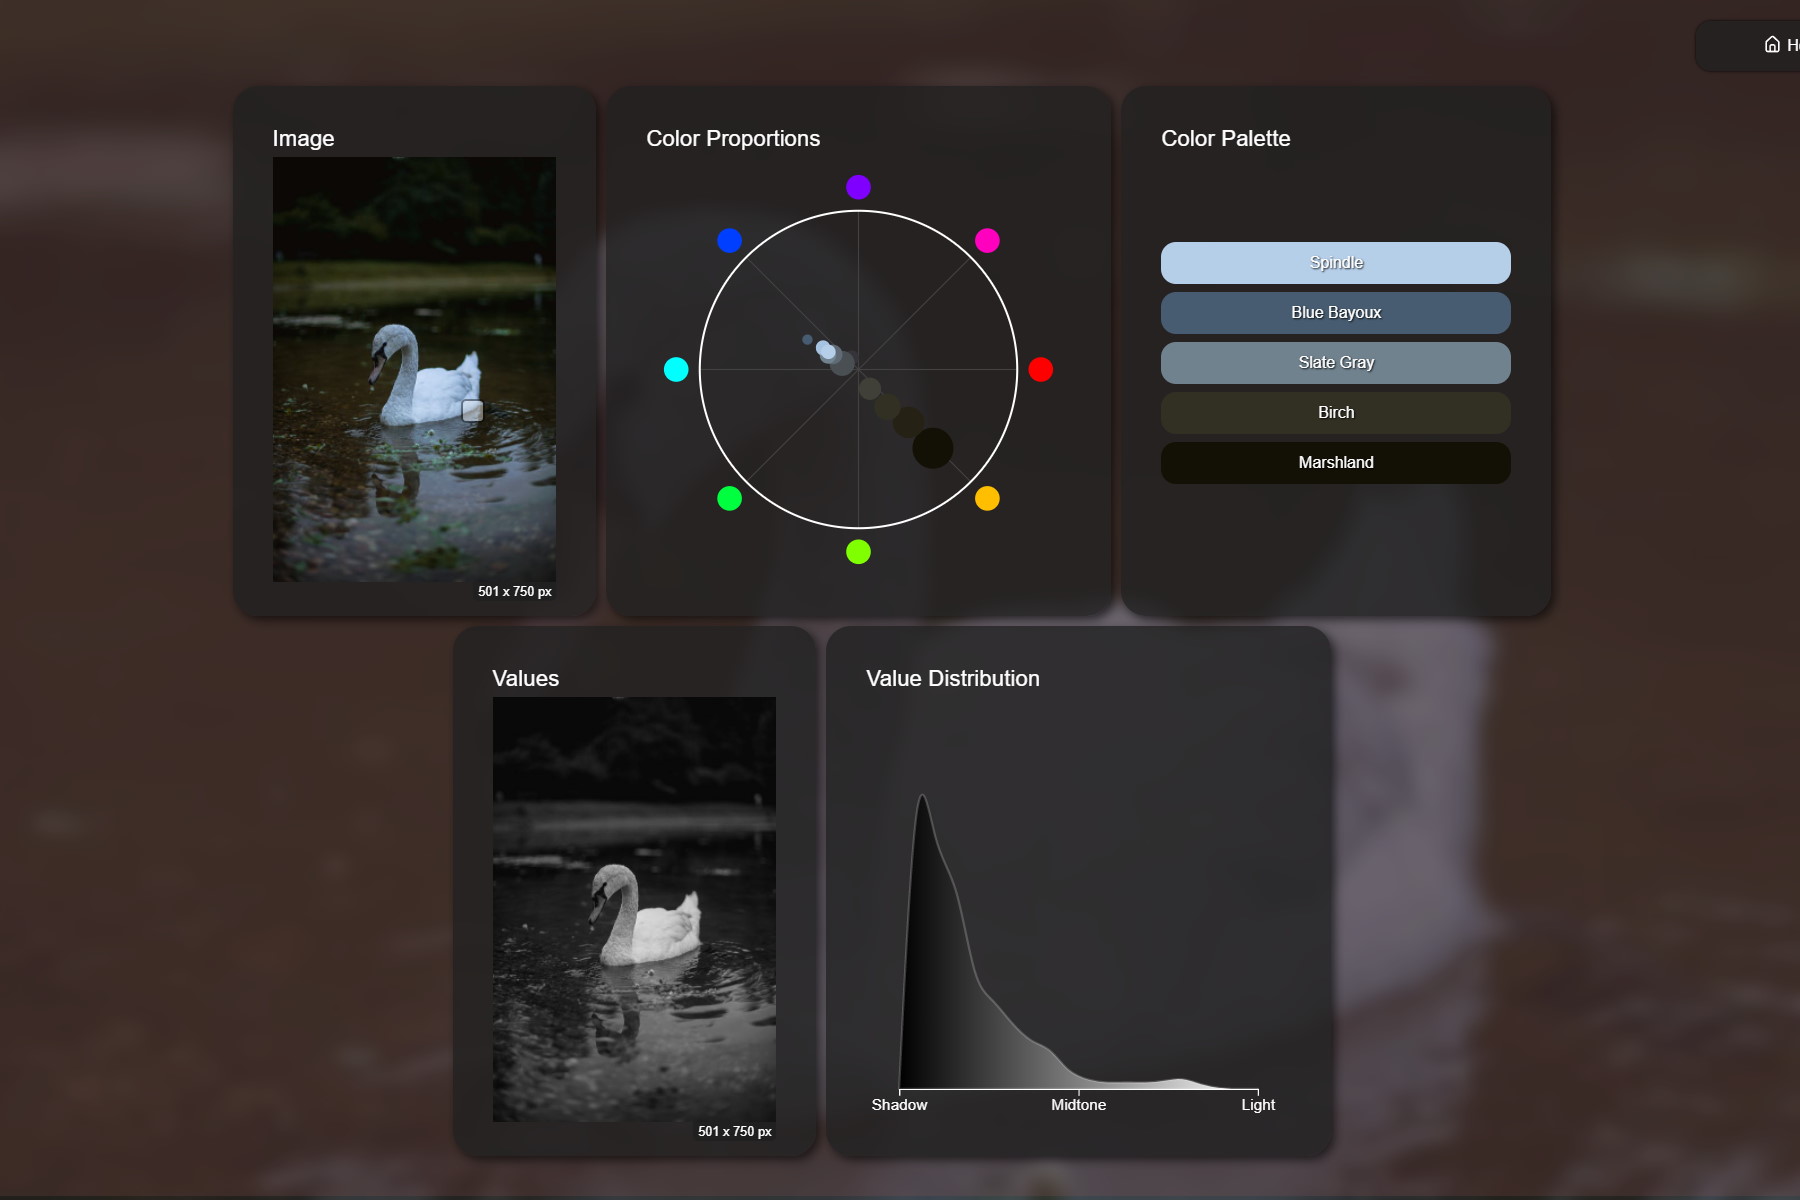 Image
Color Proportions
Color Palette
Spindle
Blue Bayoux
Slate Gray
Birch
Marshland
501 x 750 px
Values
Value Distribution
Shadow
Midtone
Light
501 x 750 px